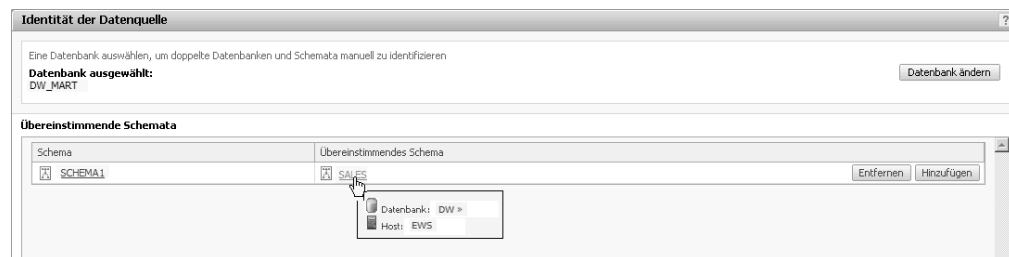 Identität der Datenquelle ?
Eine Datenbank auswählen, um doppelte Datenbanken und Schemata manuell zu identifizieren
Datenbank ausgewählt:
DW_MART
Datenbank ändern
Übereinstimmende Schemata
Schema Übereinstimmendes Schema
SCHEMA1 SALES Entfernen Hinzufügen
Datenbank: DW »
Host: EWS